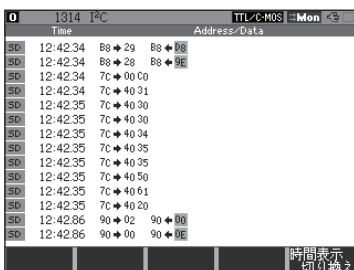 0 1314 I²C TTL/C-MOS Mon
Time Address/Data
SD 12:42.34 B8➔29 B8←D8
SD 12:42.34 B8➔28 B8←9E
SD 12:42.34 7C➔00 C0
SD 12:42.34 7C➔40 31
SD 12:42.35 7C➔40 30
SD 12:42.35 7C➔40 30
SD 12:42.35 7C➔40 34
SD 12:42.35 7C➔40 35
SD 12:42.35 7C➔40 35
SD 12:42.35 7C➔40 50
SD 12:42.35 7C➔40 61
SD 12:42.35 7C➔40 20
SD 12:42.86 90➔02 90←00
SD 12:42.86 90➔00 90←0E
時間表示
切り換え